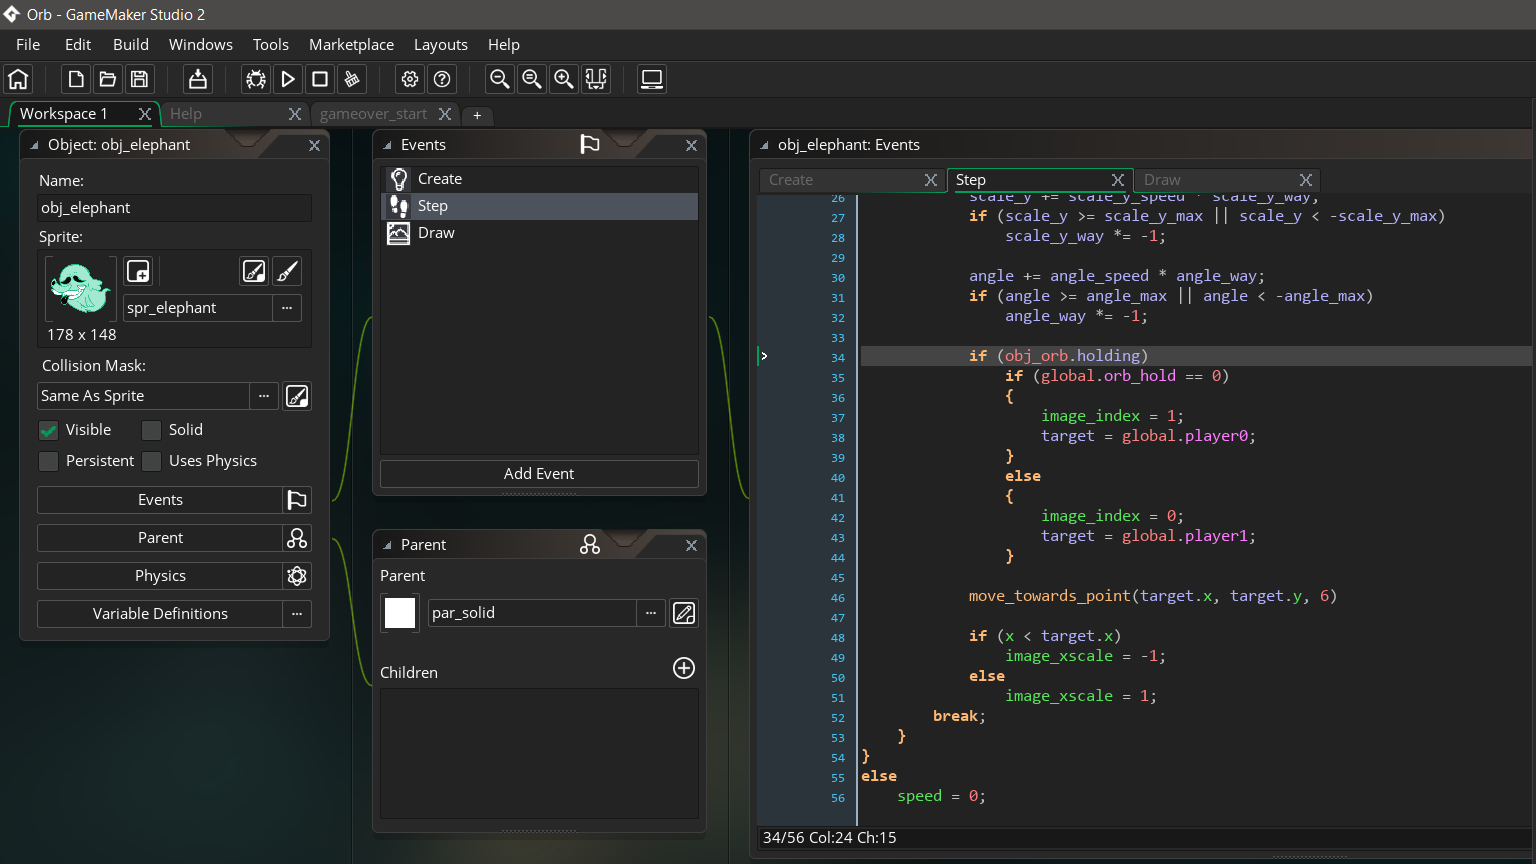 Orb - GameMaker Studio 2
File Edit Build Windows Tools Marketplace Layouts Help
Workspace 1 Help gameover_start +
Object: obj_elephant
Name:
obj_elephant
Sprite:
spr_elephant ...
178 x 148
Collision Mask:
Same As Sprite ...
Visible Solid
Persistent Uses Physics
Events
Parent
Physics
Variable Definitions ...
Events
Create
Step
Draw
Add Event
Parent
Parent
par_solid ...
Children
obj_elephant: Events
Create Step Draw
26 scale_y += scale_y_speed * scale_y_way;
27 if (scale_y >= scale_y_max || scale_y < -scale_y_max)
28 scale_y_way *= -1;
29
30 angle += angle_speed * angle_way;
31 if (angle >= angle_max || angle < -angle_max)
32 angle_way *= -1;
33
34 if (obj_orb.holding)
35 if (global.orb_hold == 0)
36 {
37 image_index = 1;
38 target = global.player0;
39 }
40 else
41 {
42 image_index = 0;
43 target = global.player1;
44 }
45
46 move_towards_point(target.x, target.y, 6)
47
48 if (x < target.x)
49 image_xscale = -1;
50 else
51 image_xscale = 1;
52 break;
53 }
54 }
55 else
56 speed = 0;
34/56 Col:24 Ch:15